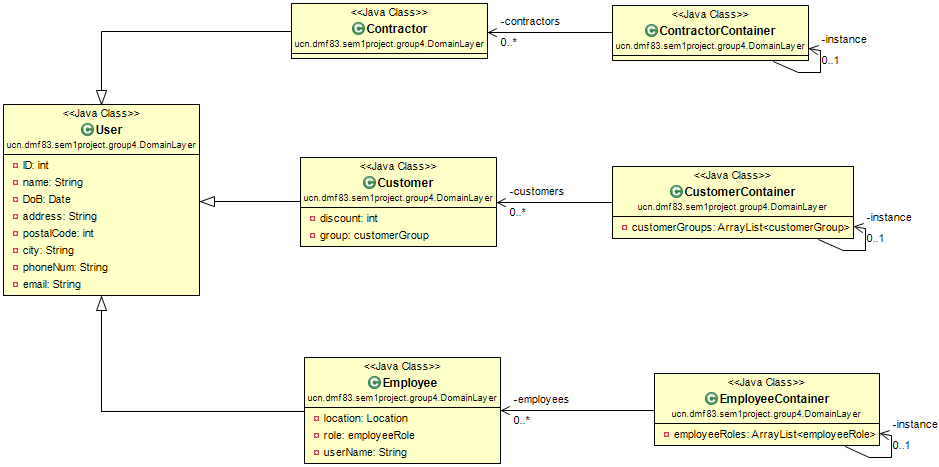 <<Java Class>>
Contractor
ucn.dmf83.sem1project.group4.DomainLayer
-contractors
0..*
<<Java Class>>
ContractorContainer
ucn.dmf83.sem1project.group4.DomainLayer
-instance
0..1
<<Java Class>>
User
ucn.dmf83.sem1project.group4.DomainLayer
ID: int
name: String
DoB: Date
address: String
postalCode: int
city: String
phoneNum: String
email: String
<<Java Class>>
Customer
ucn.dmf83.sem1project.group4.DomainLayer
discount: int
group: customerGroup
-customers
0..*
<<Java Class>>
CustomerContainer
ucn.dmf83.sem1project.group4.DomainLayer
customerGroups: ArrayList<customerGroup>
-instance
0..1
<<Java Class>>
Employee
ucn.dmf83.sem1project.group4.DomainLayer
location: Location
role: employeeRole
userName: String
-employees
0..*
<<Java Class>>
EmployeeContainer
ucn.dmf83.sem1project.group4.DomainLayer
employeeRoles: ArrayList<employeeRole>
-instance
0..1